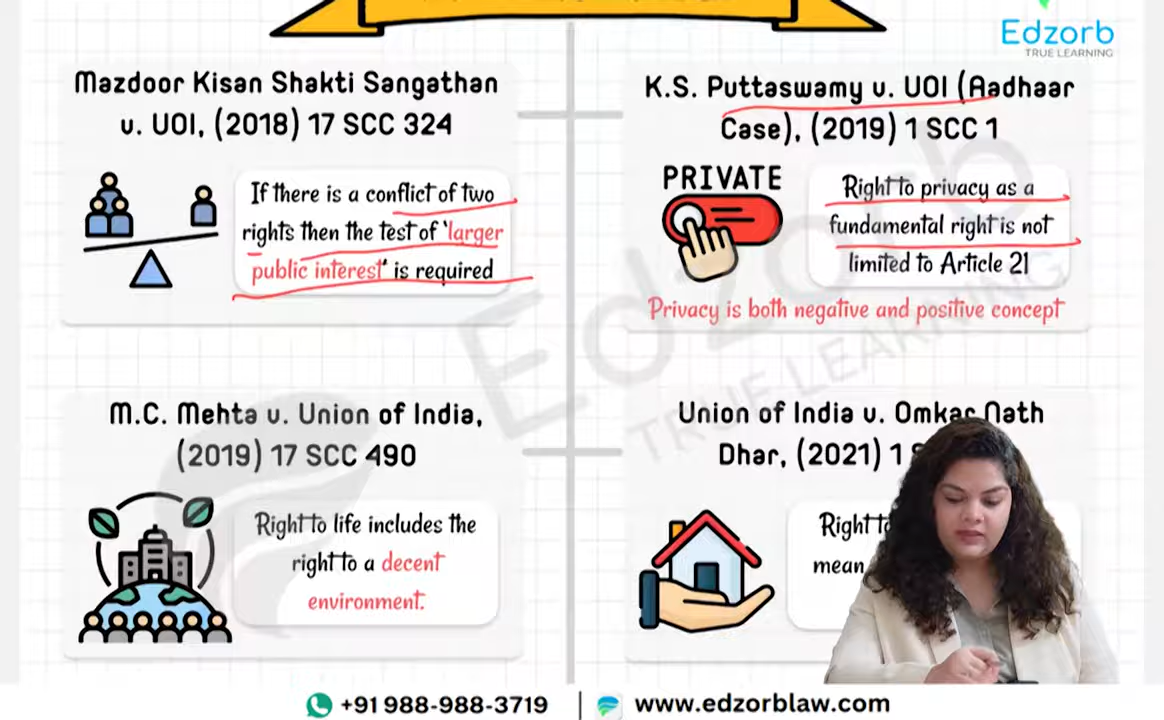 Edzorb
TRUE LEARNING
Mazdoor Kisan Shakti Sangathan
v. UOI, (2018) 17 SCC 324
If there is a conflict of two
rights then the test of 'larger
public interest' is required
K.S. Puttaswamy v. UOI (Aadhaar
Case), (2019) 1 SCC 1
PRIVATE
Right to privacy as a
fundamental right is not
limited to Article 21
Privacy is both negative and positive concept
M.C. Mehta v. Union of India,
(2019) 17 SCC 490
Right to life includes the
right to a decent
environment.
Union of India v. Omkar Nath
Dhar, (2021) 1
Right
mean
Edzorb
TRUE LEARNING
+91 988-988-3719 | www.edzorblaw.com